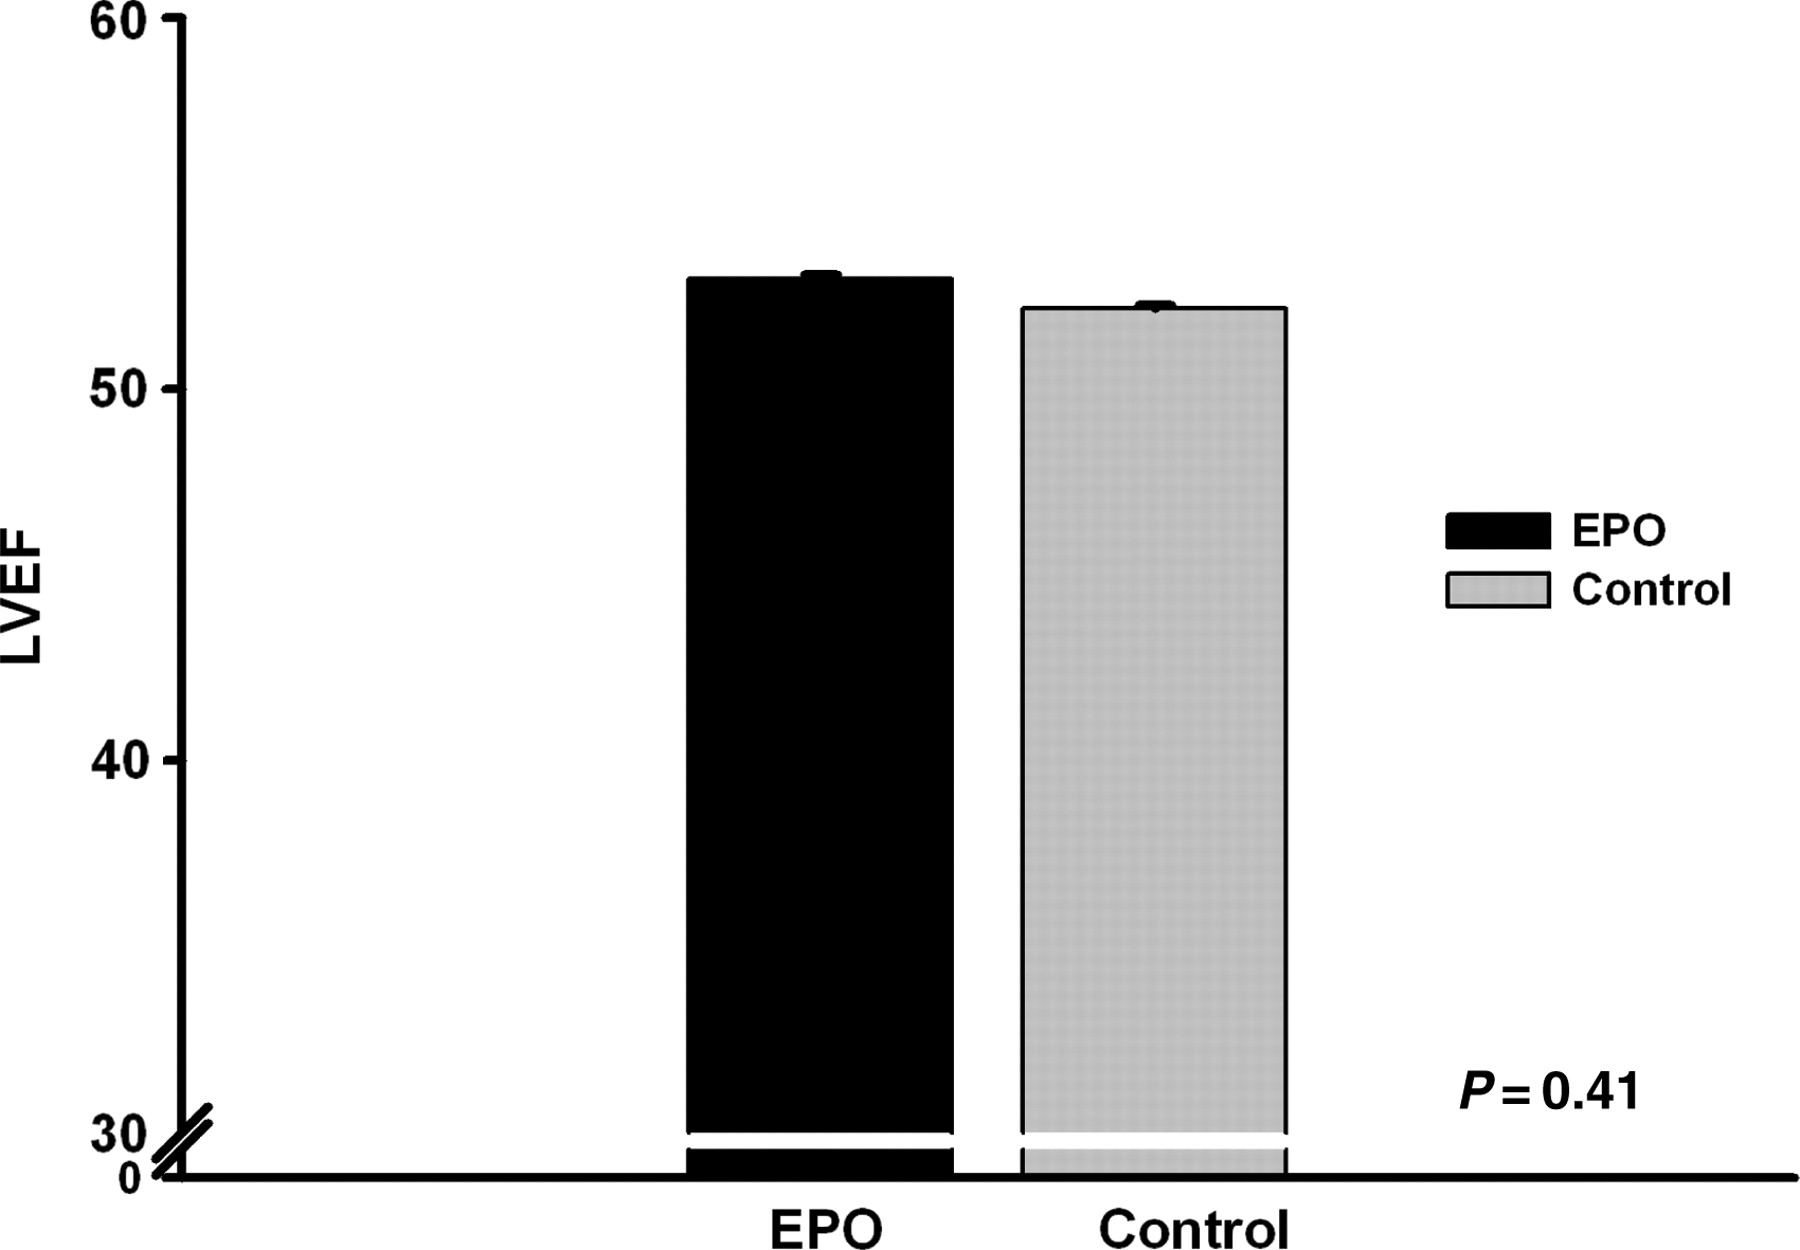 60
50
40
30
0
LVEF
EPO
Control
P = 0.41
EPO
Control